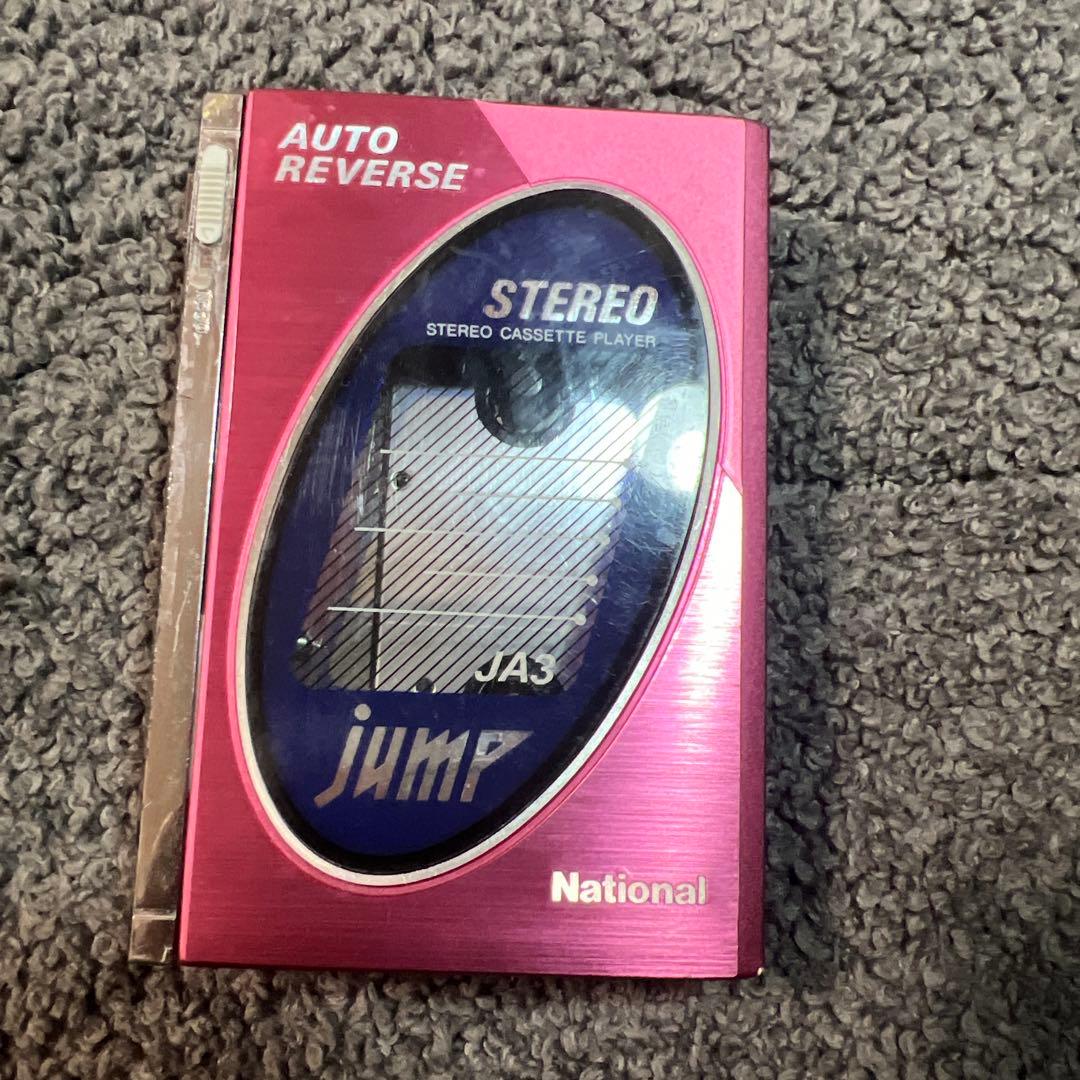 AUTO
REVERSE
STEREO
STEREO CASSETTE PLAYER
JA3
jump
National